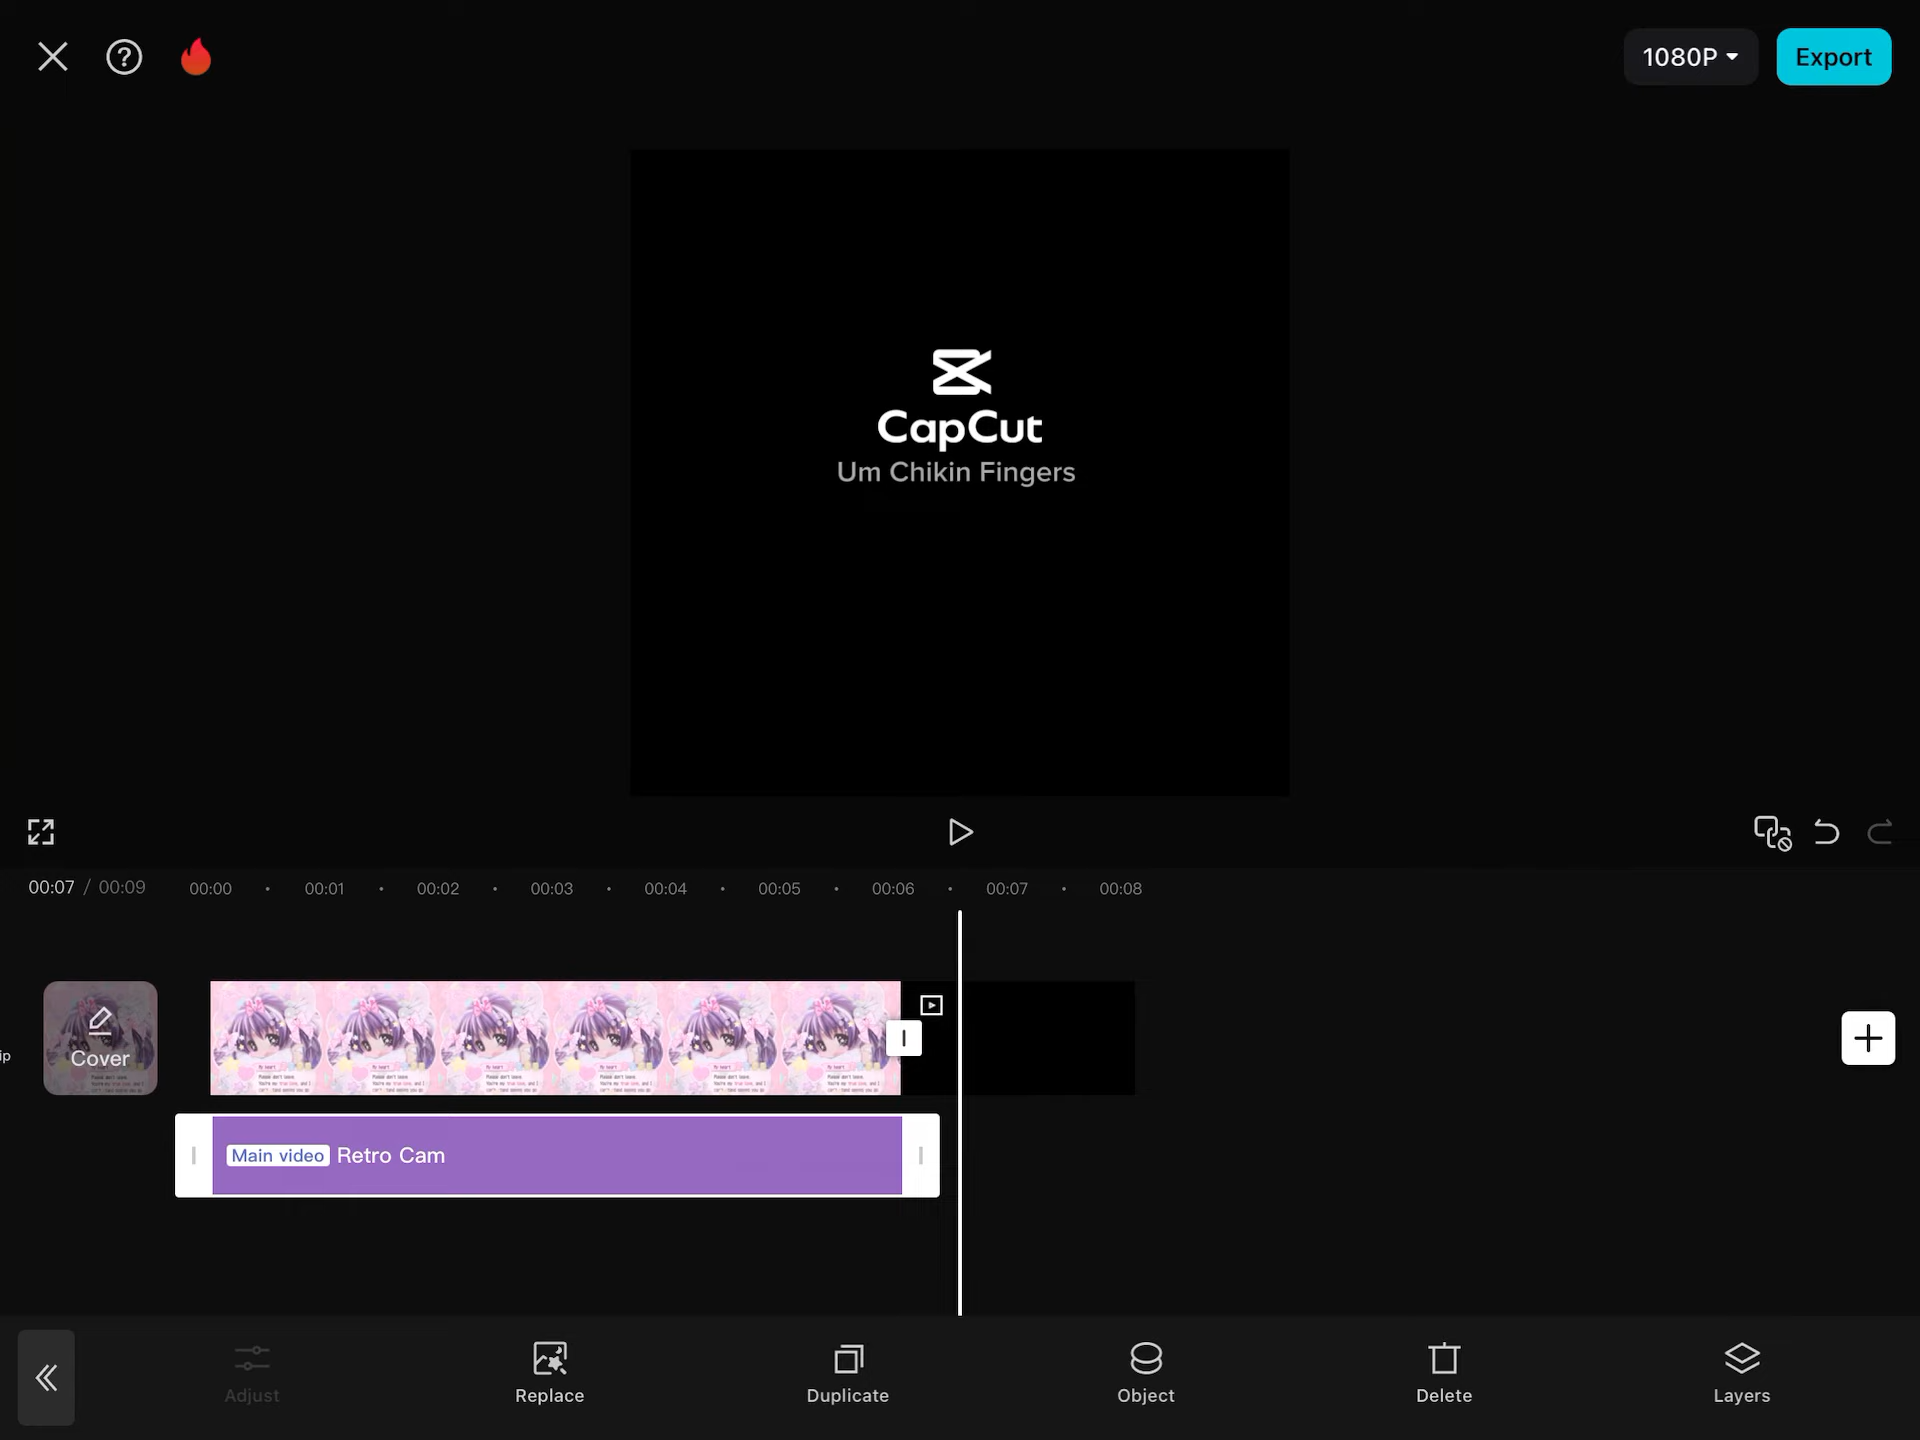 1080P
Export
CapCut
Um Chikin Fingers
00:07 / 00:09
00:00
00:01
00:02
00:03
00:04
00:05
00:06
00:07
00:08
ip
Cover
Main video Retro Cam
Adjust
Replace
Duplicate
Object
Delete
Layers